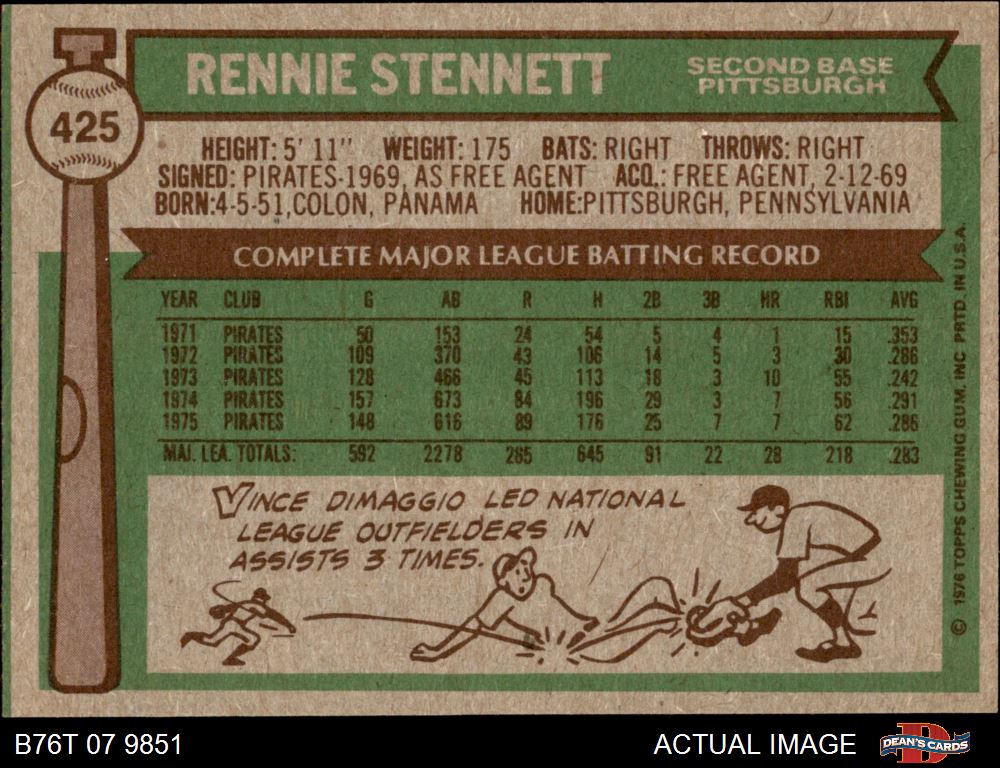 RENNIE STENNETT
SECOND BASE
PITTSBURGH
425
HEIGHT: 5' 11" WEIGHT: 175 BATS: RIGHT THROWS: RIGHT
SIGNED: PIRATES-1969, AS FREE AGENT ACQ.: FREE AGENT, 2-12-69
BORN:4-5-51,COLON, PANAMA HOME:PITTSBURGH, PENNSYLVANIA
COMPLETE MAJOR LEAGUE BATTING RECORD
YEAR CLUB G AB R H 2B 3B HR RBI AVG
1971 PIRATES 50 153 24 54 5 4 1 15 .353
1972 PIRATES 109 370 43 106 14 5 3 30 .286
1973 PIRATES 128 466 45 113 18 3 10 55 .242
1974 PIRATES 157 673 84 196 29 3 7 56 .291
1975 PIRATES 148 616 89 176 25 7 7 62 .286
MAJ. LEA. TOTALS: 592 2278 285 645 91 22 28 218 .283
VINCE DIMAGGIO LED NATIONAL
LEAGUE OUTFIELDERS IN
ASSISTS 3 TIMES.
© 1976 TOPPS CHEWING GUM, INC PRTD. IN U.S.A.
B76T 07 9851
ACTUAL IMAGE
DEAN'S CARDS